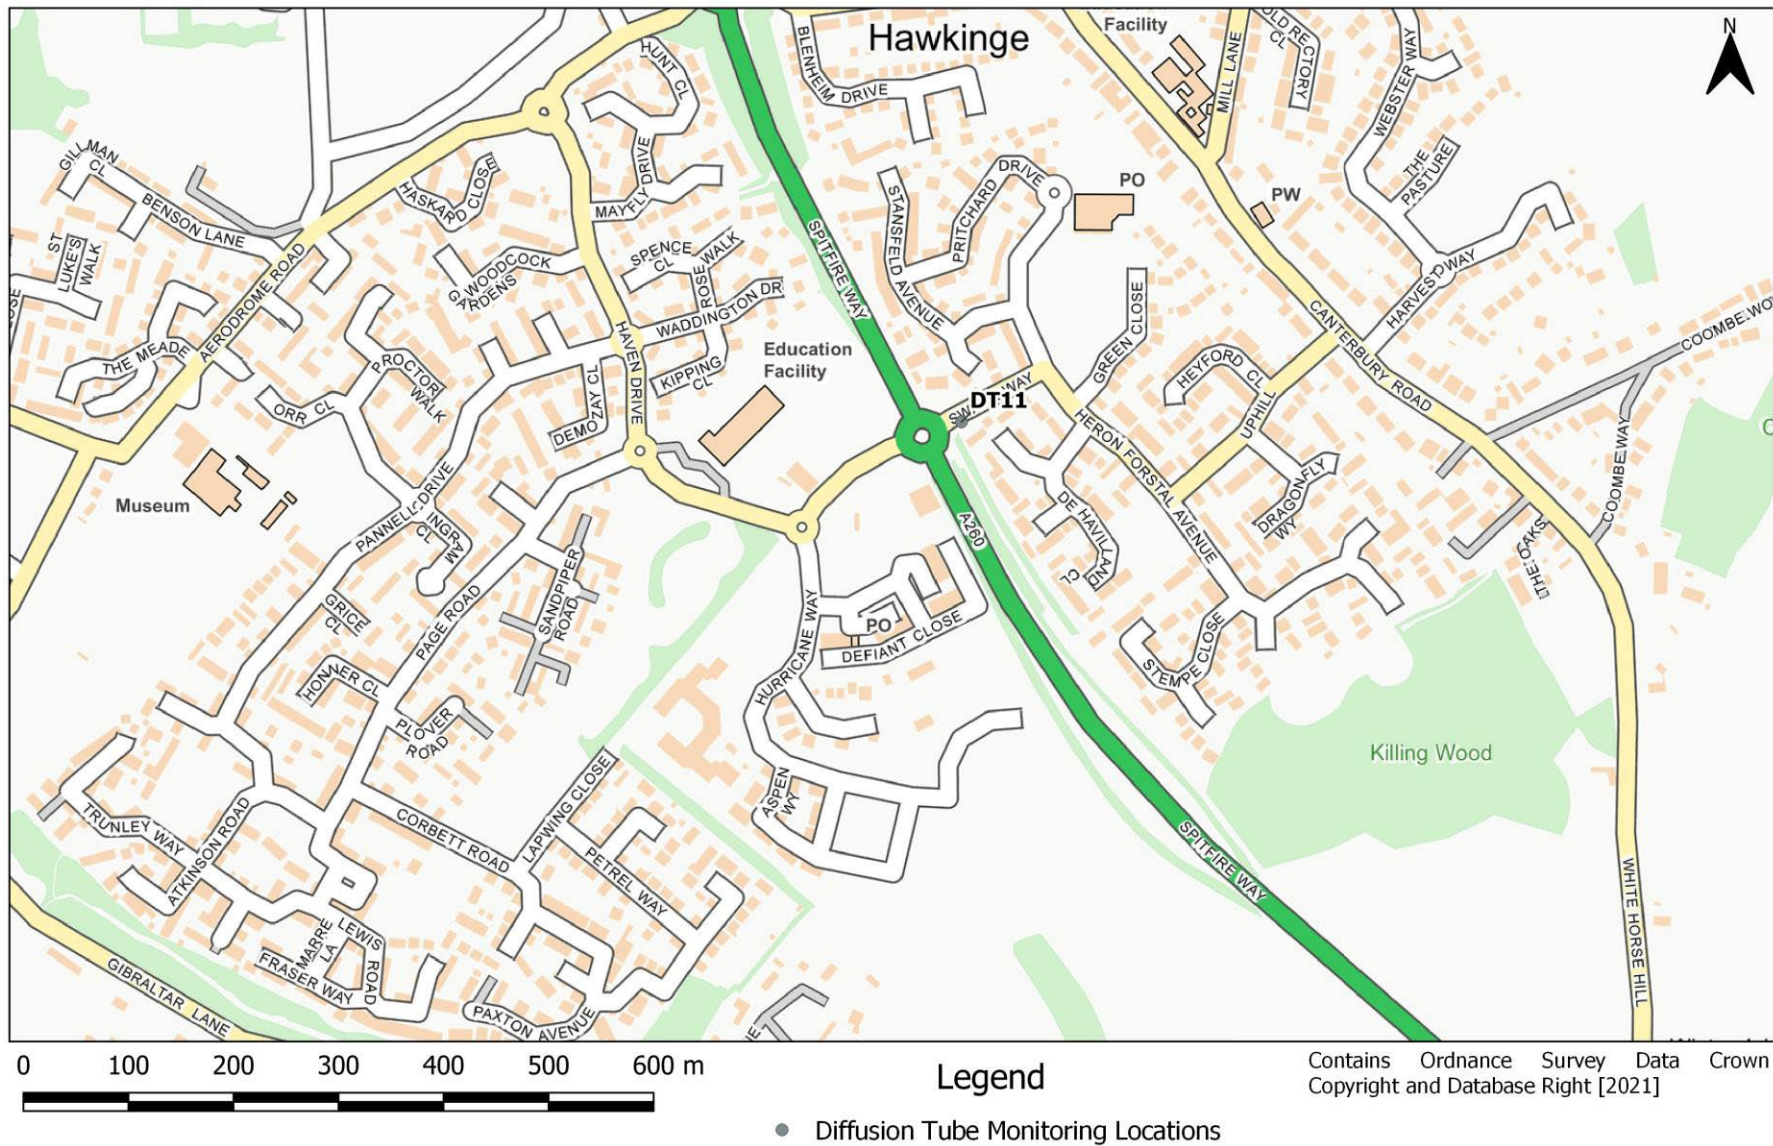 Hawkinge
Facility
N
HUNT CL
BLENHEIM DRIVE
MILL LANE
OLD RECTORY
CL
WEBSTER WAY
THE
PASTURE
GILLMAN
CL
BENSON LANE
HASKARD CLOSE
MAYFLY DRIVE
STANSFELD AVENUE
PRITCHARD DRIVE
PO
PW
ST
LUKE'S
WALK
AERODROME ROAD
WOODCOCK
GARDENS
SPENCE
CL
ROSE WALK
WADDINGTON DR
SPITFIRE WAY
GREEN CLOSE
HARVEST WAY
CANTERBURY ROAD
THE MEADE
PROCTOR
WALK
ORR CL
HAVEN DRIVE
KIPPING
CL
DEMOZAY CL
Education
Facility
DT11
WAY
HEYFORD CL
UPHILL
HERON FORSTAL AVENUE
COOMBEWAY
Museum
PANNELL DRIVE
INGRAM
CL
DE HAVILLAND
CL
DRAGONFLY
WY
THE OAKS
A260
GRICE
CL
PAGE ROAD
SANDPIPER
ROAD
HURRICANE WAY
PO
DEFIANT CLOSE
STEMPE CLOSE
HONNER CL
PLOVER
ROAD
Killing Wood
TRUNLEY WAY
ATKINSON ROAD
CORBETT ROAD
LAPWING CLOSE
ASPEN
WY
PETREL WAY
SPITFIRE WAY
WHITE HORSE HILL
MARRE
LA
LEWIS
ROAD
FRASER WAY
GIBRALTAR LANE
PAXTON AVENUE
0 100 200 300 400 500 600 m
Legend
Contains Ordnance Survey Data Crown
Copyright and Database Right [2021]
Diffusion Tube Monitoring Locations